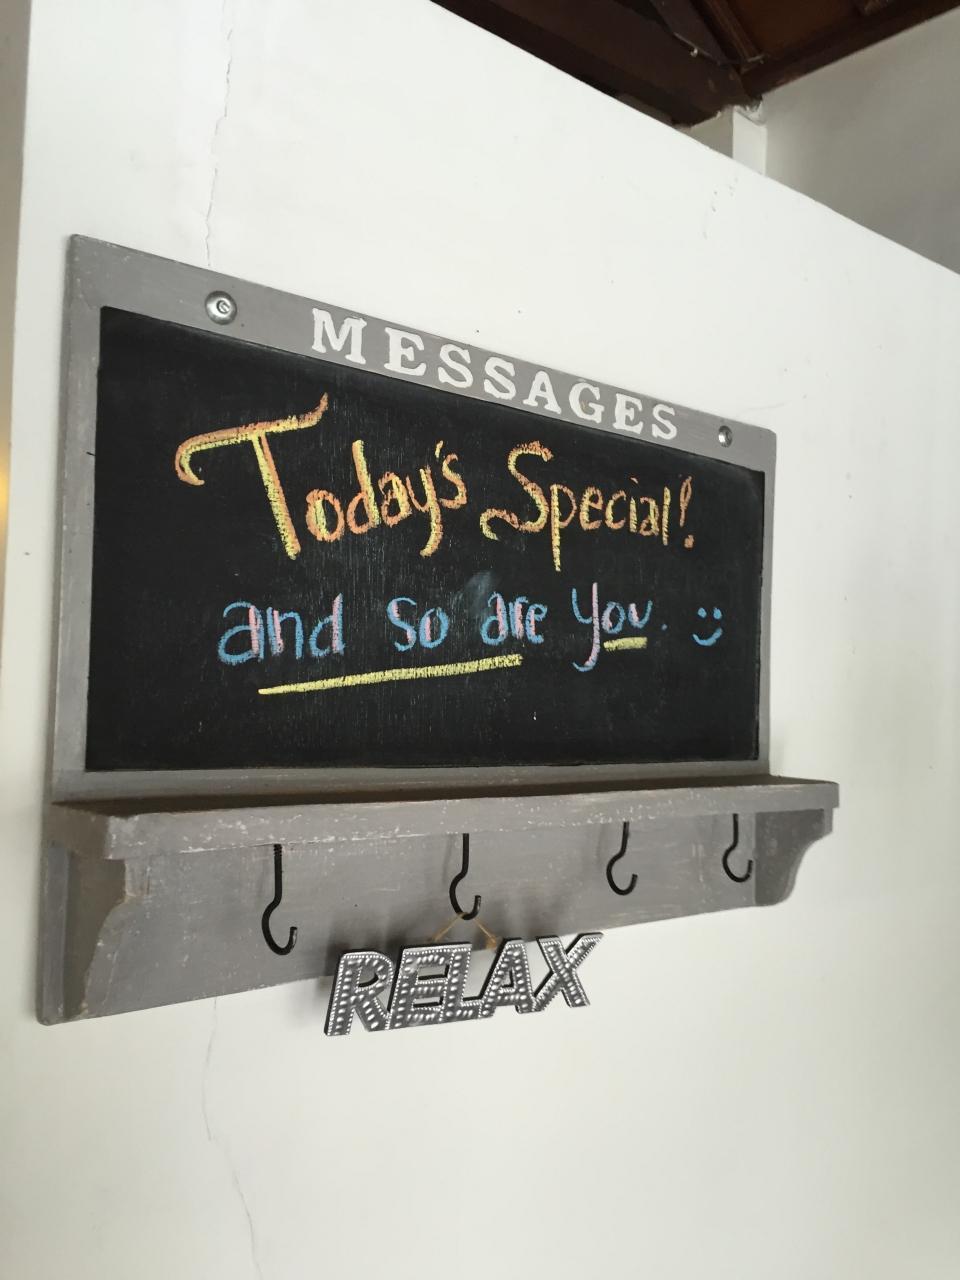 MESSAGES
Today's Special!
and so are you. :)
RELAX